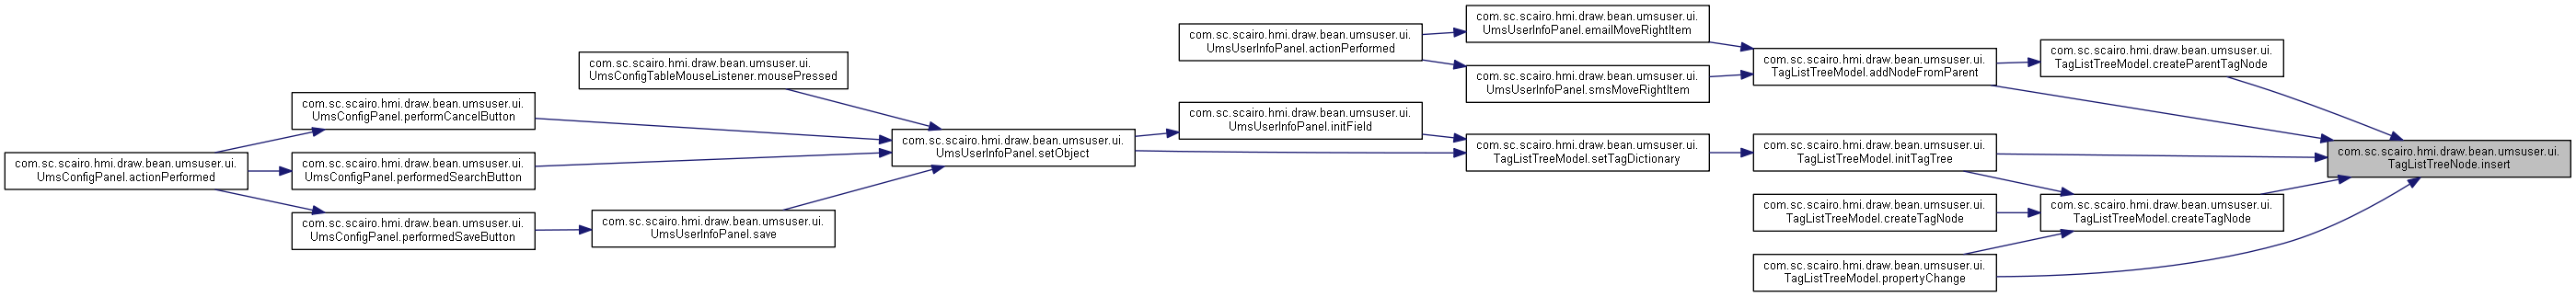 com.sc.scairo.hmi.draw.bean.umsuser.ui.
UmsConfigPanel.actionPerformed
com.sc.scairo.hmi.draw.bean.umsuser.ui.
UmsConfigPanel.performCancelButton
com.sc.scairo.hmi.draw.bean.umsuser.ui.
UmsConfigPanel.performedSearchButton
com.sc.scairo.hmi.draw.bean.umsuser.ui.
UmsConfigPanel.performedSaveButton
com.sc.scairo.hmi.draw.bean.umsuser.ui.
UmsConfigTableMouseListener.mousePressed
com.sc.scairo.hmi.draw.bean.umsuser.ui.
UmsUserInfoPanel.save
com.sc.scairo.hmi.draw.bean.umsuser.ui.
UmsUserInfoPanel.setObject
com.sc.scairo.hmi.draw.bean.umsuser.ui.
UmsUserInfoPanel.actionPerformed
com.sc.scairo.hmi.draw.bean.umsuser.ui.
UmsUserInfoPanel.initField
com.sc.scairo.hmi.draw.bean.umsuser.ui.
UmsUserInfoPanel.emailMoveRightItem
com.sc.scairo.hmi.draw.bean.umsuser.ui.
UmsUserInfoPanel.smsMoveRightItem
com.sc.scairo.hmi.draw.bean.umsuser.ui.
TagListTreeModel.setTagDictionary
com.sc.scairo.hmi.draw.bean.umsuser.ui.
TagListTreeModel.addNodeFromParent
com.sc.scairo.hmi.draw.bean.umsuser.ui.
TagListTreeModel.initTagTree
com.sc.scairo.hmi.draw.bean.umsuser.ui.
TagListTreeModel.createTagNode
com.sc.scairo.hmi.draw.bean.umsuser.ui.
TagListTreeModel.propertyChange
com.sc.scairo.hmi.draw.bean.umsuser.ui.
TagListTreeModel.createParentTagNode
com.sc.scairo.hmi.draw.bean.umsuser.ui.
TagListTreeModel.createTagNode
com.sc.scairo.hmi.draw.bean.umsuser.ui.
TagListTreeNode.insert